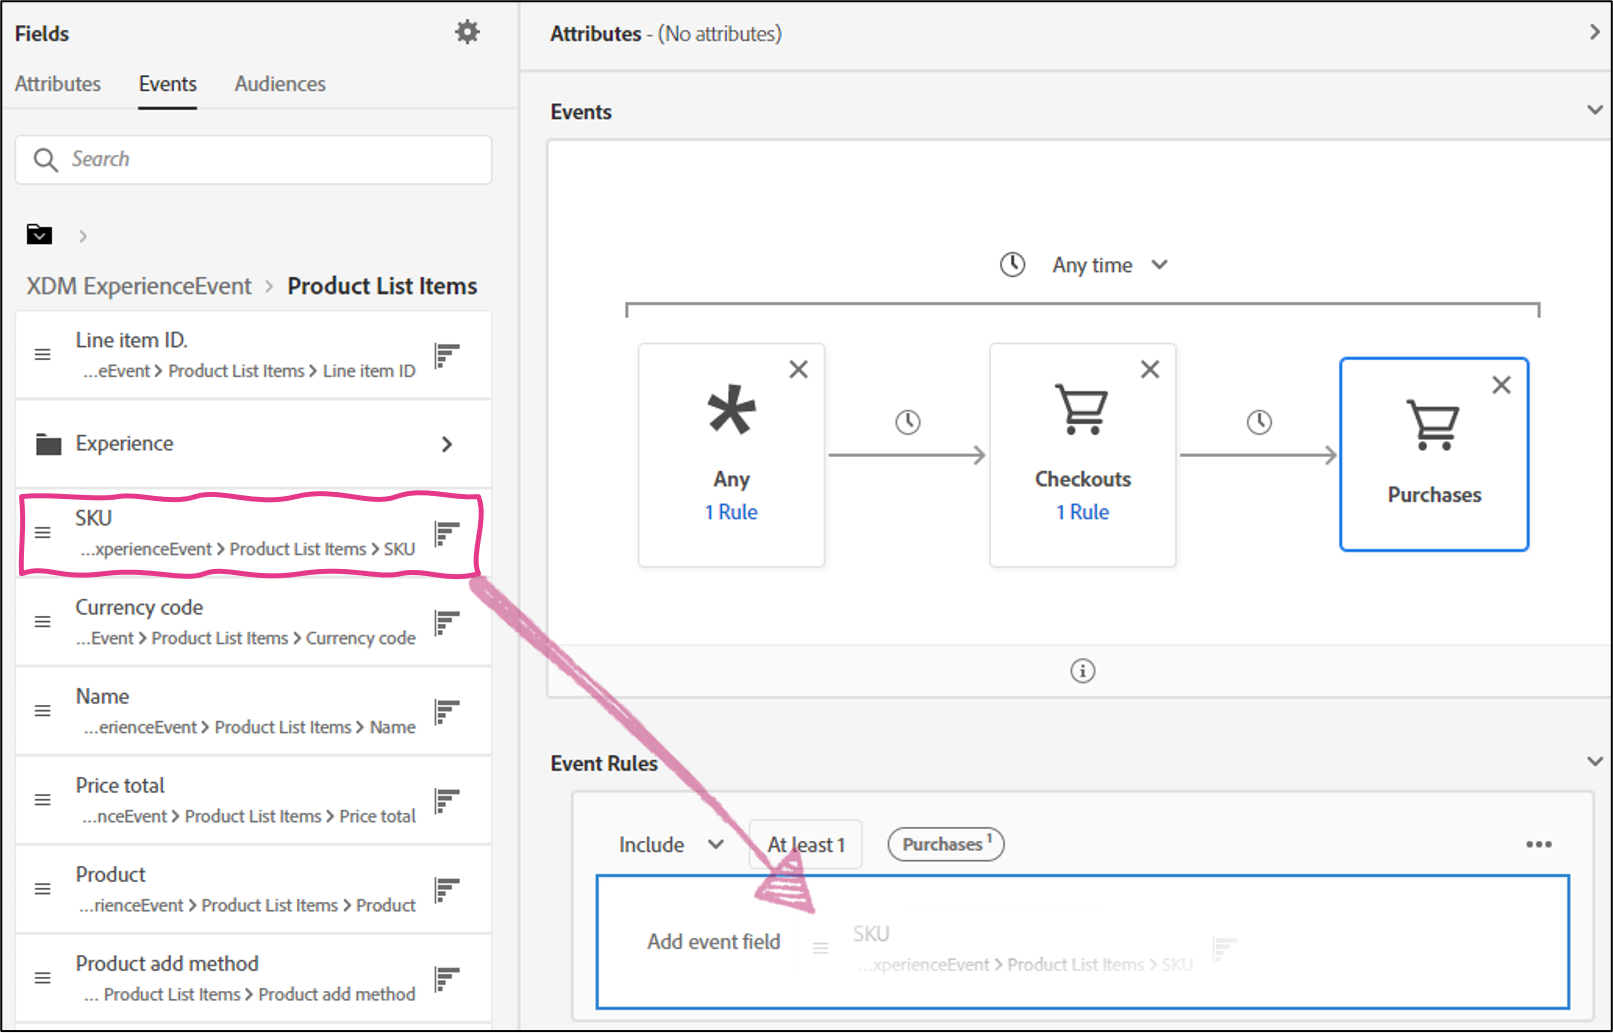 Fields
Attributes Events Audiences
Search
XDM ExperienceEvent > Product List Items
Line item ID.
...eEvent > Product List Items > Line item ID
Experience
SKU
...xperienceEvent > Product List Items > SKU
Currency code
...Event > Product List Items > Currency code
Name
...erienceEvent > Product List Items > Name
Price total
...nceEvent > Product List Items > Price total
Product
...rienceEvent > Product List Items > Product
Product add method
... Product List Items > Product add method
Attributes - (No attributes)
Events
Any time
Any
1 Rule
Checkouts
1 Rule
Purchases
Event Rules
Include At least 1 Purchases 1
Add event field
SKU
...xperienceEvent > Product List Items > SKU